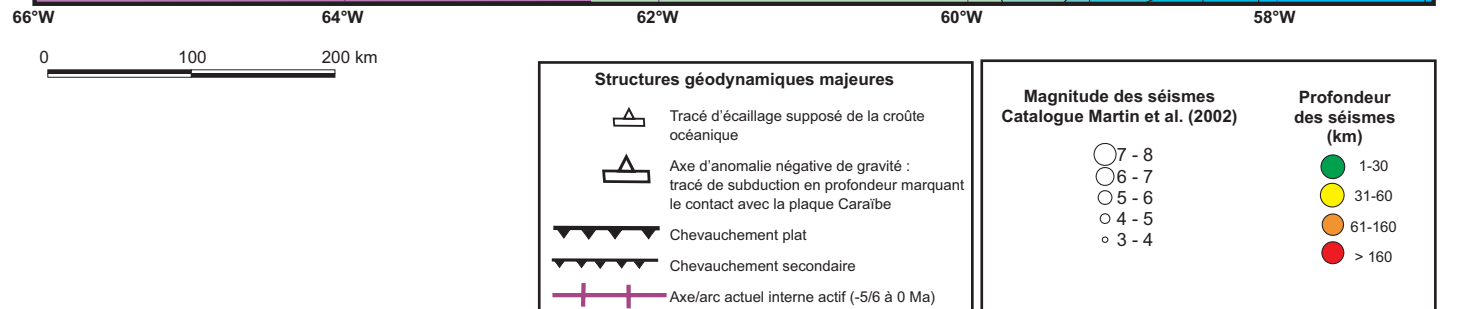 66°W 64°W 62°W 60°W 58°W
0 100 200 km
Structures géodynamiques majeures
Tracé d'écaillage supposé de la croûte
océanique
Axe d'anomalie négative de gravité :
tracé de subduction en profondeur marquant
le contact avec la plaque Caraïbe
Chevauchement plat
Chevauchement secondaire
Axe/arc actuel interne actif (-5/6 à 0 Ma)
Magnitude des séismes
Catalogue Martin et al. (2002)
7 - 8
6 - 7
5 - 6
4 - 5
3 - 4
Profondeur
des séismes
(km)
1-30
31-60
61-160
> 160